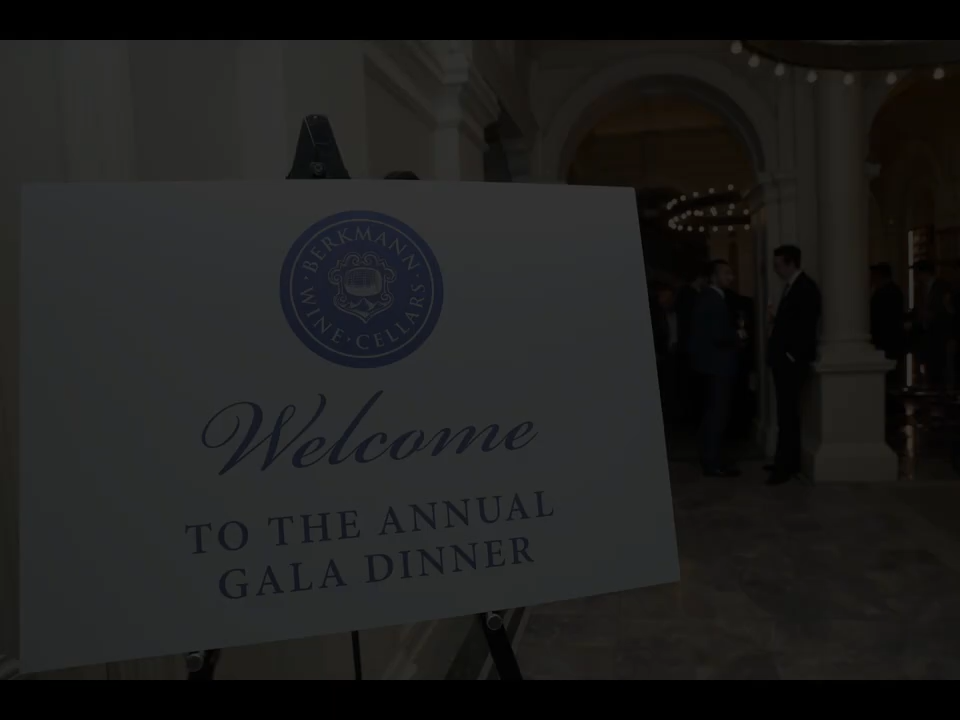 BERKMANN
WINE · CELLARS
Welcome
TO THE ANNUAL
GALA DINNER